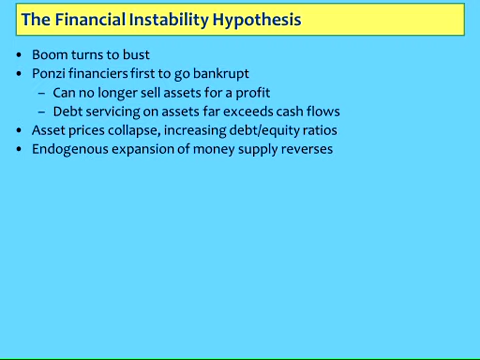 The Financial Instability Hypothesis
• Boom turns to bust
• Ponzi financiers first to go bankrupt
– Can no longer sell assets for a profit
– Debt servicing on assets far exceeds cash flows
• Asset prices collapse, increasing debt/equity ratios
• Endogenous expansion of money supply reverses